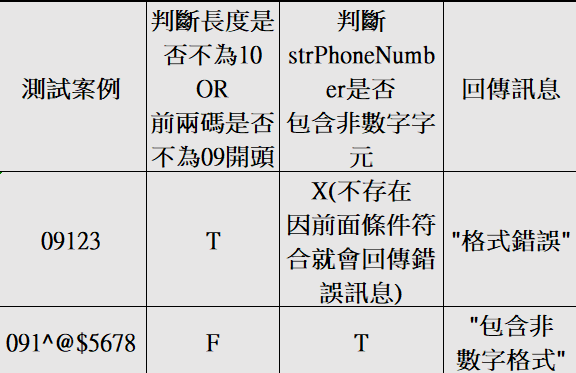 測試案例
判斷長度是
否不為10
OR
前兩碼是否
不為09開頭
判斷
strPhoneNumb
er是否
包含非數字字
元
回傳訊息
09123
T
X(不存在
因前面條件符
合就會回傳錯
誤訊息)
"格式錯誤"
091^@$5678
F
T
"包含非
數字格式"